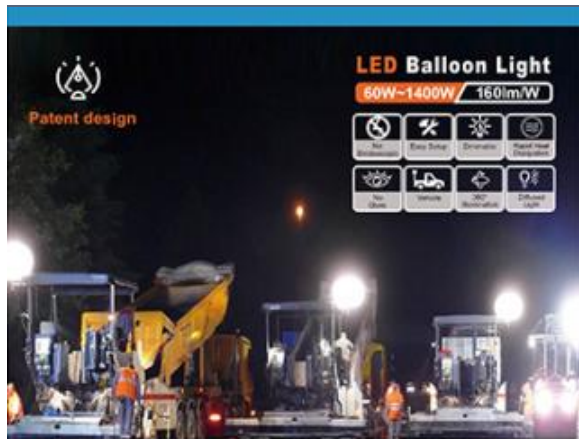 LED Balloon Light
60W~1400W 160lm/W
Patent design
No
Easy Setup
Dimmable
Rapid Heat
Dissipation
No
Glare
Vehicle
360°
Illumination
Diffused
Light